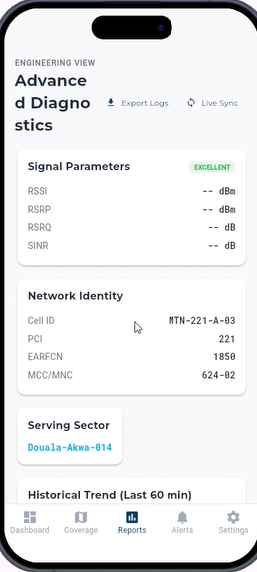 ENGINEERING VIEW
Advance
d Diagno
stics
Export Logs
Live Sync
Signal Parameters
EXCELLENT
RSSI -- dBm
RSRP -- dBm
RSRQ -- dB
SINR -- dB
Network Identity
Cell ID MTN-221-A-03
PCI 221
EARFCN 1850
MCC/MNC 624-02
Serving Sector
Douala-Akwa-014
Historical Trend (Last 60 min)
Dashboard Coverage Reports Alerts Settings